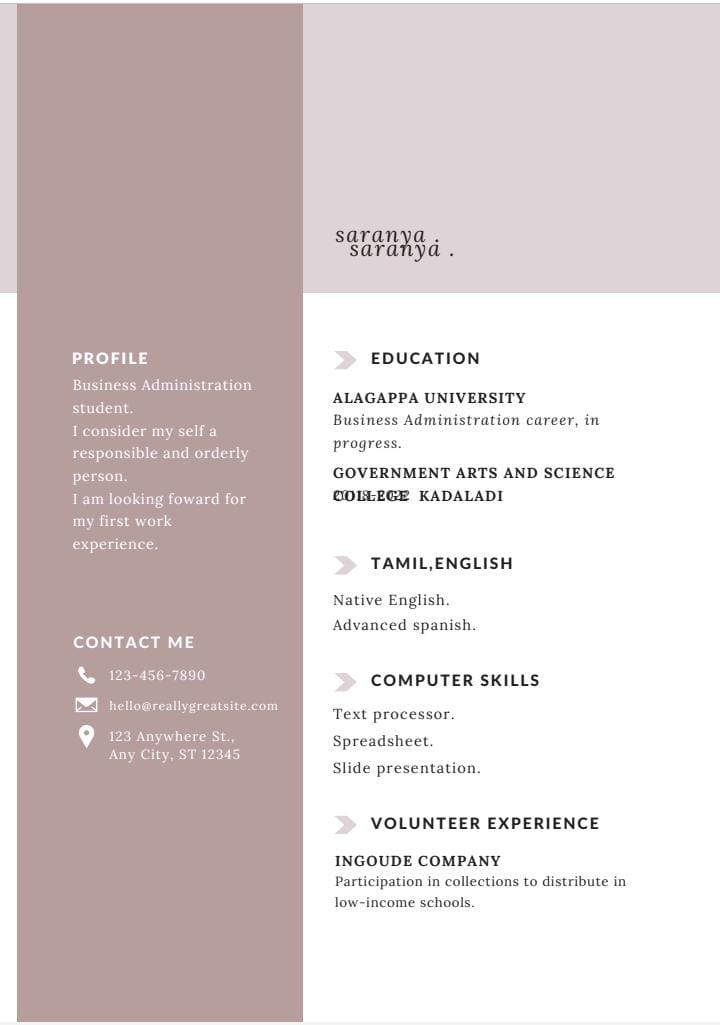 saranya .
saranya .
PROFILE
Business Administration
student.
I consider my self a
responsible and orderly
person.
I am looking foward for
my first work
experience.
CONTACT ME
123-456-7890
hello@reallygreatsite.com
123 Anywhere St.,
Any City, ST 12345
EDUCATION
ALAGAPPA UNIVERSITY
Business Administration career, in
progress.
GOVERNMENT ARTS AND SCIENCE
COLLEGE KADALADI
TAMIL,ENGLISH
Native English.
Advanced spanish.
COMPUTER SKILLS
Text processor.
Spreadsheet.
Slide presentation.
VOLUNTEER EXPERIENCE
INGOUDE COMPANY
Participation in collections to distribute in
low-income schools.